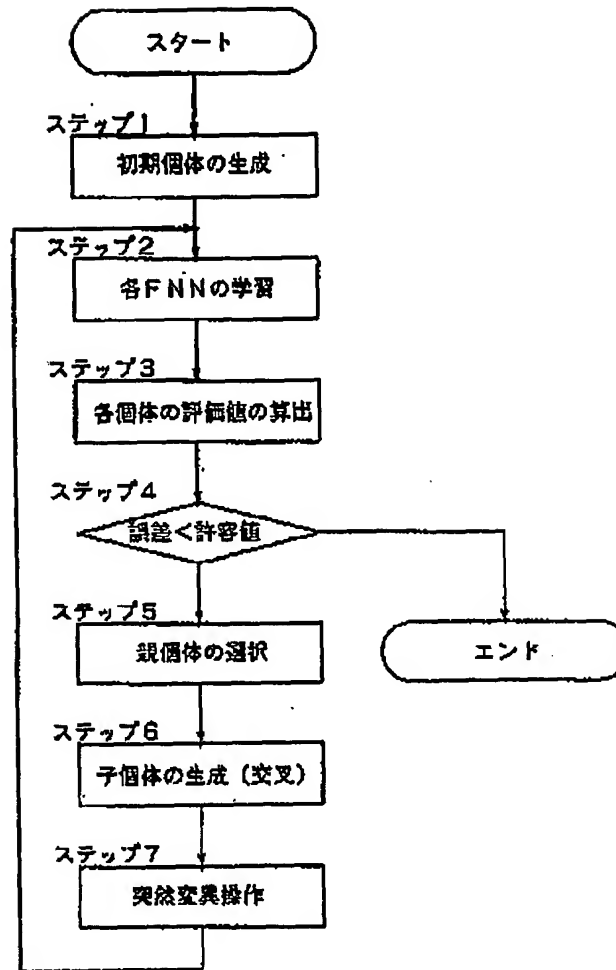 スタート
ステップ1
初期個体の生成
ステップ2
各FNNの学習
ステップ3
各個体の評価値の算出
ステップ4
誤差<許容値
ステップ5
親個体の選択
エンド
ステップ6
子個体の生成(交叉)
ステップ7
突然変異操作